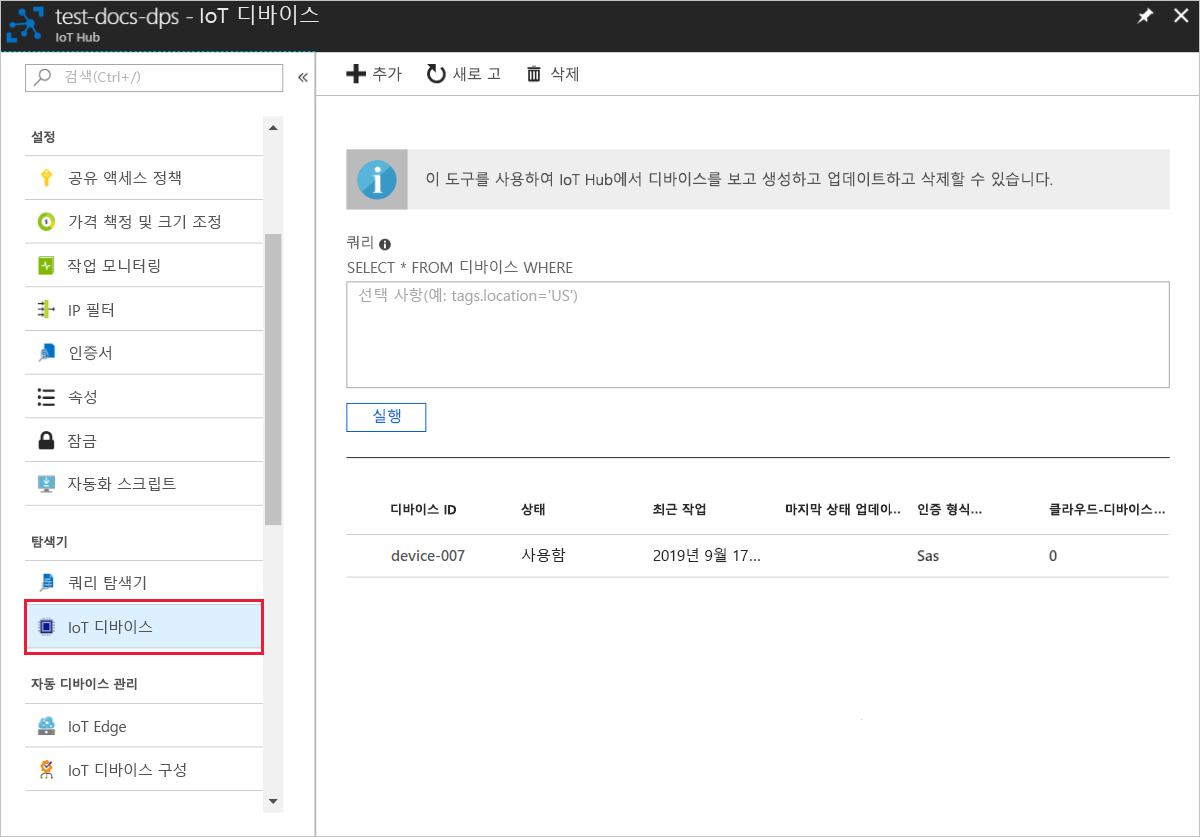 test-docs-dps - IoT 디바이스
IoT Hub
검색(Ctrl+/)
설정
공유 액세스 정책
가격 책정 및 크기 조정
작업 모니터링
IP 필터
인증서
속성
잠금
자동화 스크립트
탐색기
쿼리 탐색기
IoT 디바이스
자동 디바이스 관리
IoT Edge
IoT 디바이스 구성
추가 새로 고 삭제
이 도구를 사용하여 IoT Hub에서 디바이스를 보고 생성하고 업데이트하고 삭제할 수 있습니다.
쿼리
SELECT * FROM 디바이스 WHERE
선택 사항(예: tags.location='US')
실행
디바이스 ID 상태 최근 작업 마지막 상태 업데이... 인증 형식... 클라우드-디바이스...
device-007 사용함 2019년 9월 17... Sas 0